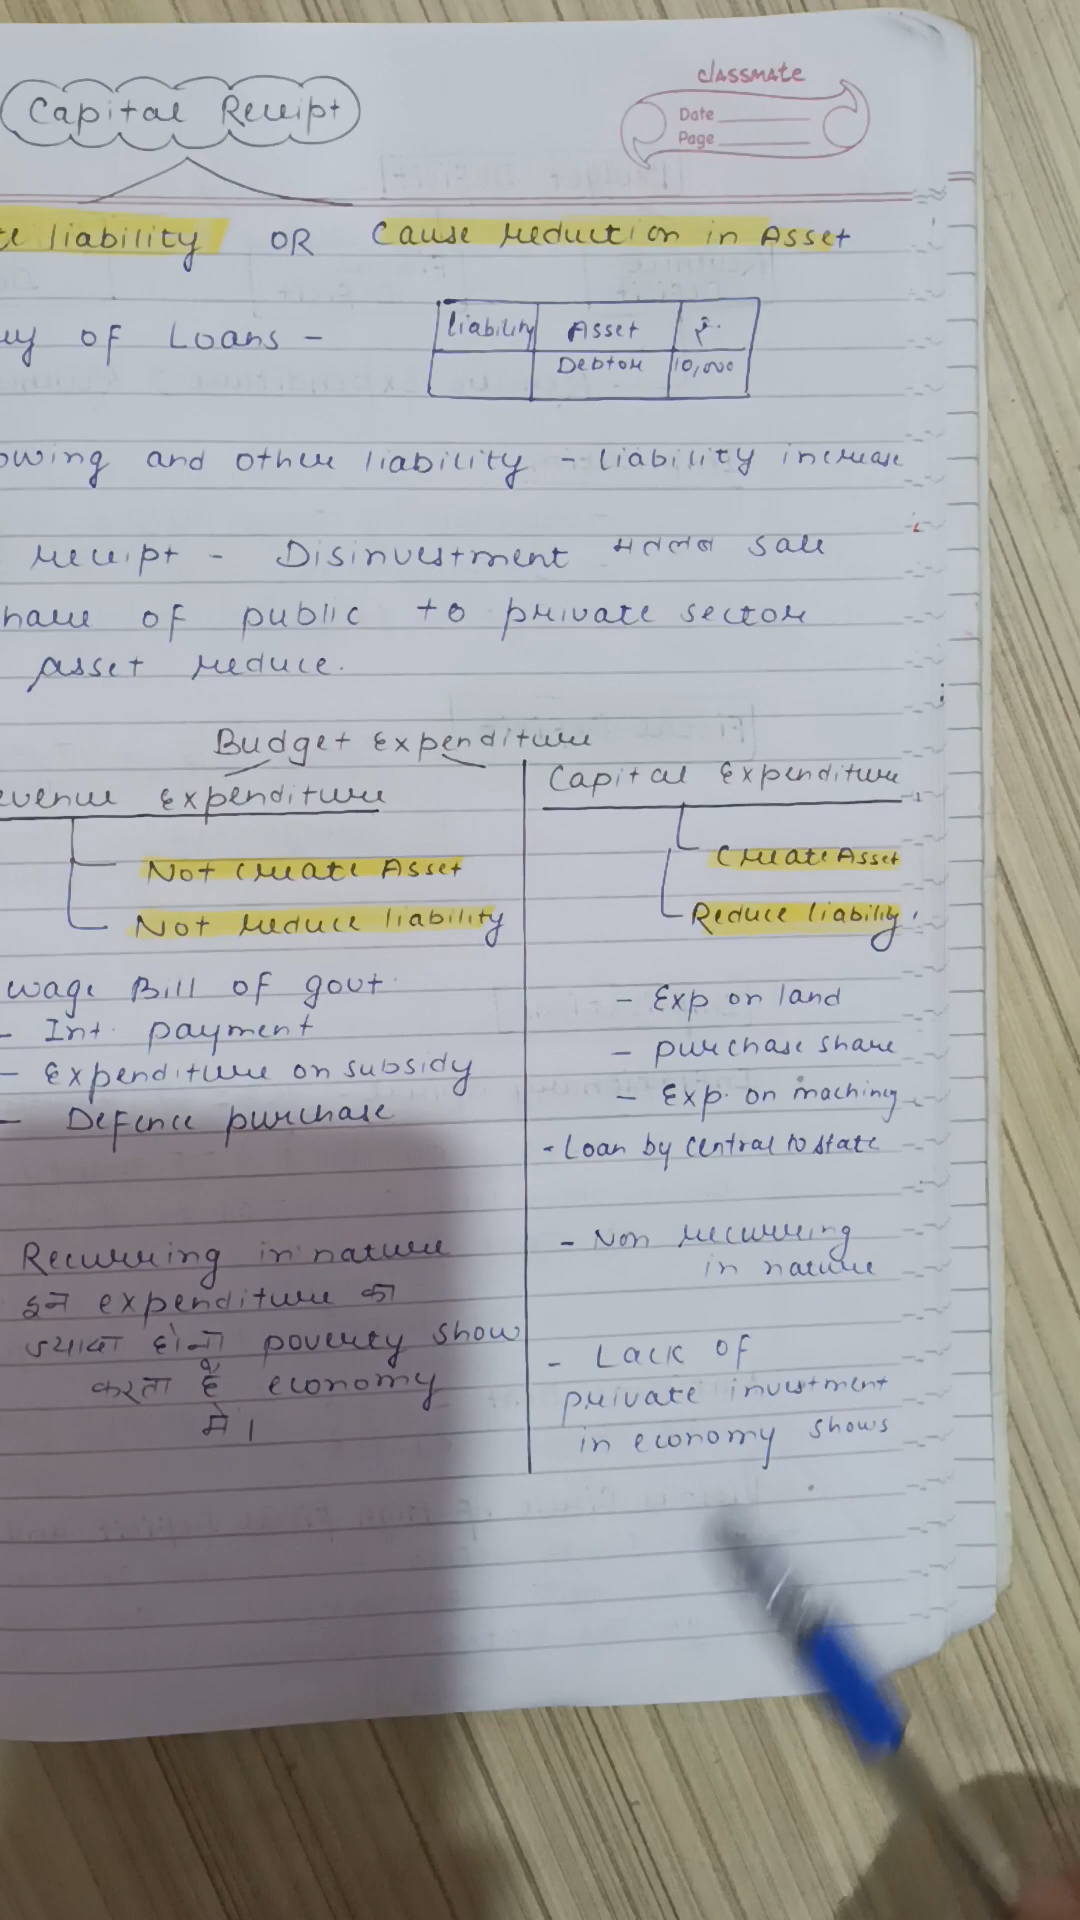 Capital Receipt
classmate
Date
Page
liability OR Cause reduction in Asset
of Loans -
liability Asset ₹
Debtor 10,000
owing and other liability - liability increase
receipt - Disinvestment मतलब sale
of public to private sector
asset reduce.
Budget Expenditure
evenue Expenditure
Capital Expenditure
Not create Asset
Not reduce liability
Create Asset
Reduce liability
wage Bill of govt.
- Int. payment
- Expenditure on subsidy
- Defence purchase
- Exp on land
- purchase share
- Exp. on machiny
- Loan by central to state
Recurring in nature
इन expenditure का
ज्यादा होना poverty show
करता है economy
में।
- Non recurring
in nature
- Lack of
private investment
in economy shows